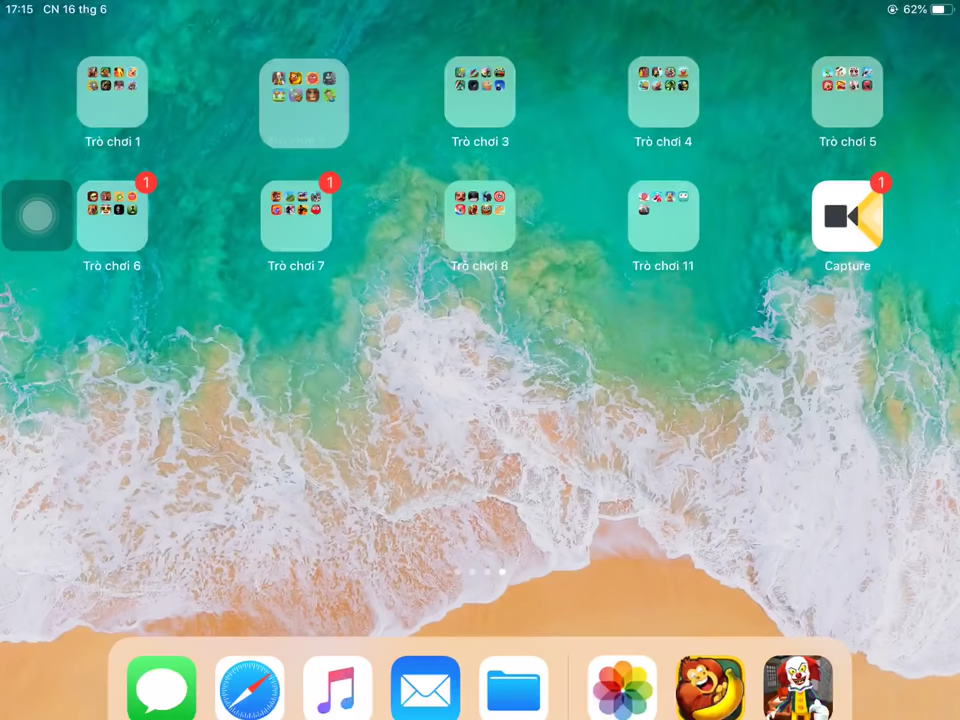 17:15 CN 16 thg 6
62%
Trò chơi 1
Trò chơi 3
Trò chơi 4
Trò chơi 5
1
1
1
Trò chơi 6
Trò chơi 7
Trò chơi 8
Trò chơi 11
Capture